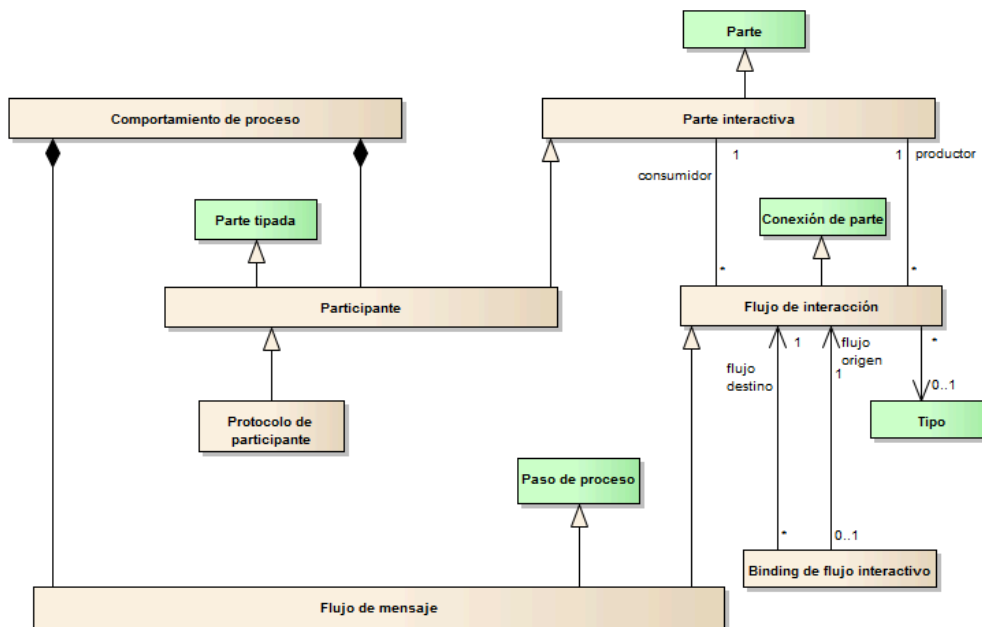 Parte
Comportamiento de proceso
Parte interactiva
1
1
productor
consumidor
Parte tipada
Conexión de parte
*
*
Participante
Flujo de interacción
1
flujo
origen
*
flujo
destino
1
0..1
Protocolo de
participante
Tipo
Paso de proceso
*
0..1
Binding de flujo interactivo
Flujo de mensaje